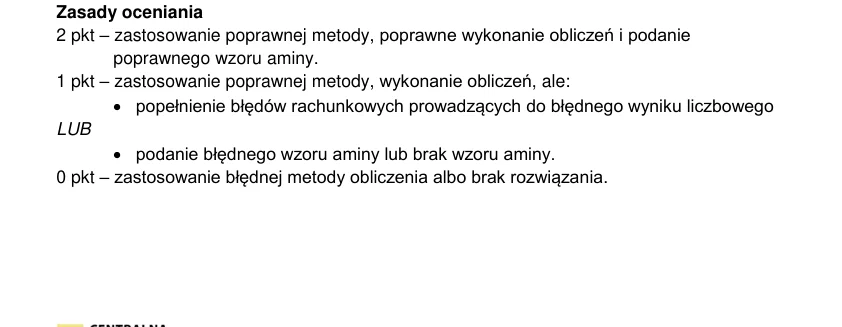 Zasady oceniania
2 pkt – zastosowanie poprawnej metody, poprawne wykonanie obliczeń i podanie
poprawnego wzoru aminy.
1 pkt – zastosowanie poprawnej metody, wykonanie obliczeń, ale:
• popełnienie błędów rachunkowych prowadzących do błędnego wyniku liczbowego
LUB
• podanie błędnego wzoru aminy lub brak wzoru aminy.
0 pkt – zastosowanie błędnej metody obliczenia albo brak rozwiązania.
CENTRALNA